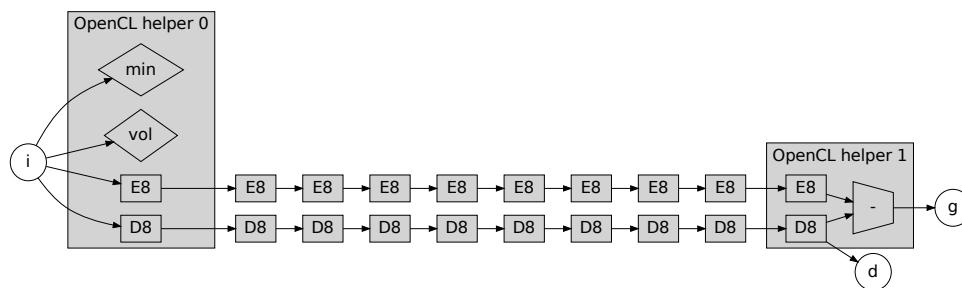 OpenCL helper 0
min
vol
i
OpenCL helper 1
E8 E8 E8 E8 E8 E8 E8 E8 E8 E8
-
g
D8 D8 D8 D8 D8 D8 D8 D8 D8 D8
d